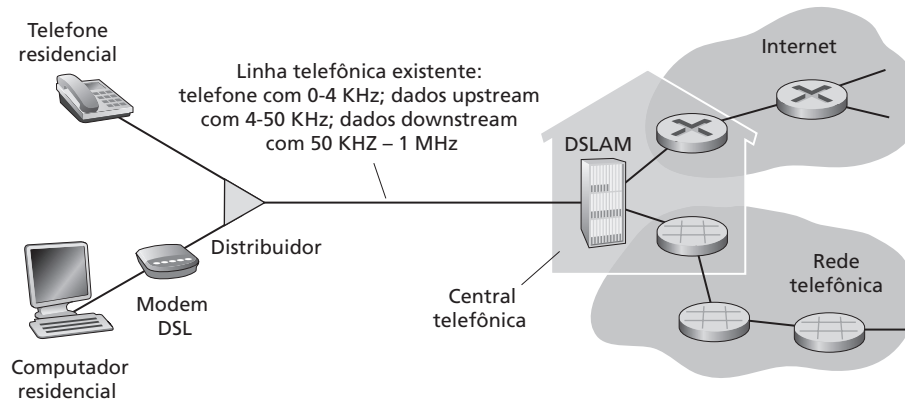 Telefone
residencial
Linha telefônica existente:
telefone com 0-4 KHz; dados upstream
com 4-50 KHz; dados downstream
com 50 KHZ – 1 MHz
Internet
DSLAM
Distribuidor
Modem
DSL
Computador
residencial
Central
telefônica
Rede
telefônica